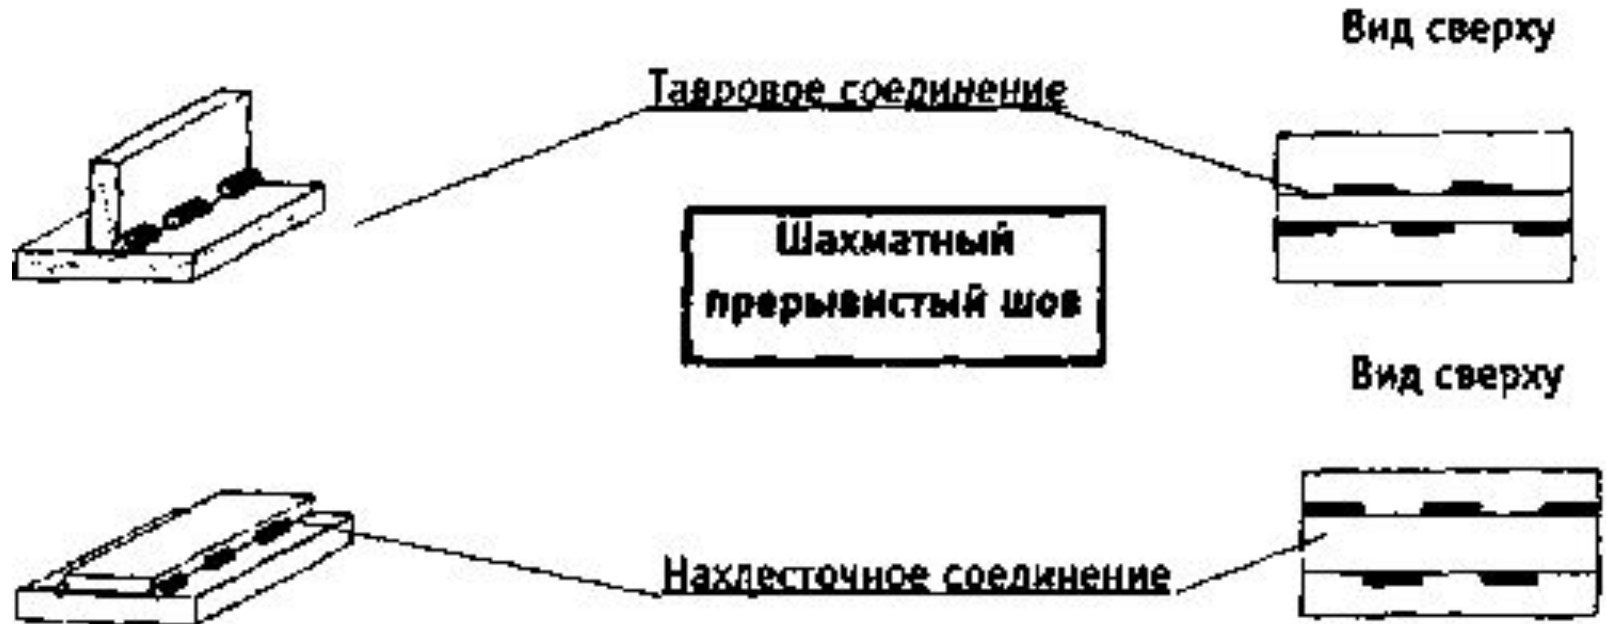 Вид сверху
Тавровое соединение
Шахматный
прерывистый шов
Вид сверху
Нахлесточное соединение